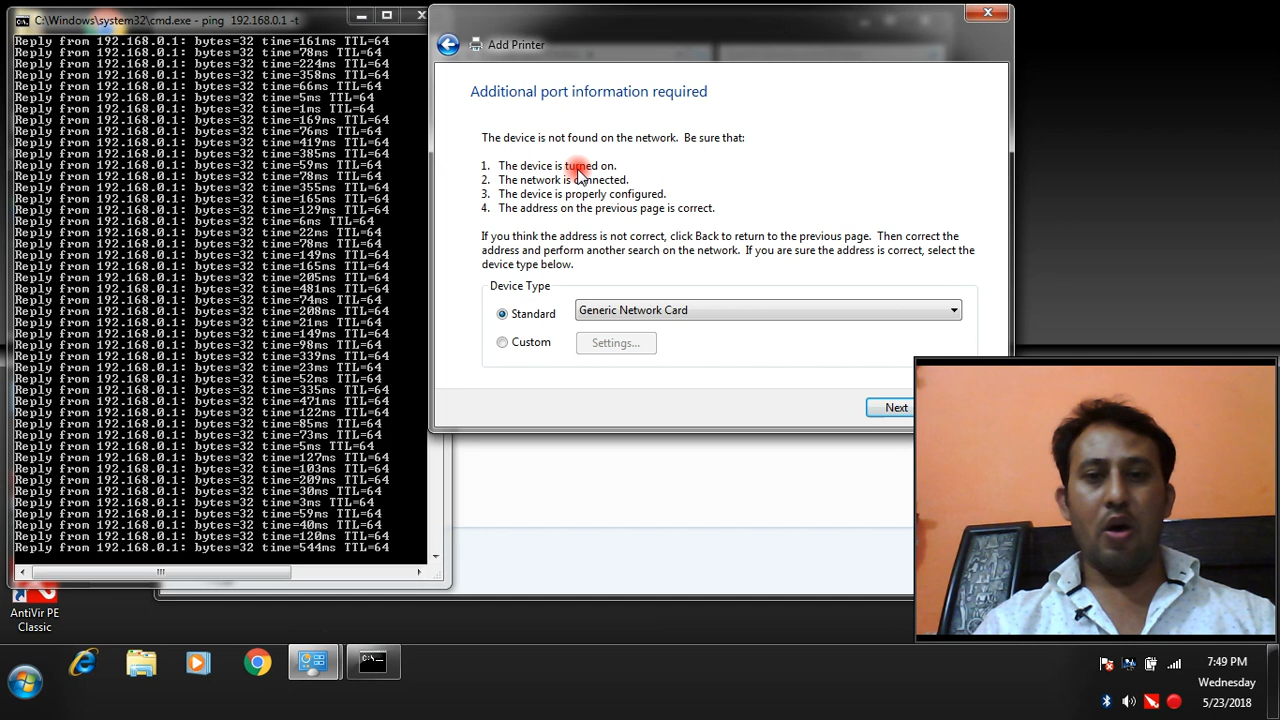 C:\Windows\system32\cmd.exe - ping 192.168.0.1 -t
Reply from 192.168.0.1: bytes=32 time=161ms TTL=64
Reply from 192.168.0.1: bytes=32 time=78ms TTL=64
Reply from 192.168.0.1: bytes=32 time=224ms TTL=64
Reply from 192.168.0.1: bytes=32 time=358ms TTL=64
Reply from 192.168.0.1: bytes=32 time=66ms TTL=64
Reply from 192.168.0.1: bytes=32 time=5ms TTL=64
Reply from 192.168.0.1: bytes=32 time=1ms TTL=64
Reply from 192.168.0.1: bytes=32 time=169ms TTL=64
Reply from 192.168.0.1: bytes=32 time=76ms TTL=64
Reply from 192.168.0.1: bytes=32 time=419ms TTL=64
Reply from 192.168.0.1: bytes=32 time=385ms TTL=64
Reply from 192.168.0.1: bytes=32 time=59ms TTL=64
Reply from 192.168.0.1: bytes=32 time=78ms TTL=64
Reply from 192.168.0.1: bytes=32 time=355ms TTL=64
Reply from 192.168.0.1: bytes=32 time=165ms TTL=64
Reply from 192.168.0.1: bytes=32 time=129ms TTL=64
Reply from 192.168.0.1: bytes=32 time=6ms TTL=64
Reply from 192.168.0.1: bytes=32 time=22ms TTL=64
Reply from 192.168.0.1: bytes=32 time=78ms TTL=64
Reply from 192.168.0.1: bytes=32 time=149ms TTL=64
Reply from 192.168.0.1: bytes=32 time=165ms TTL=64
Reply from 192.168.0.1: bytes=32 time=205ms TTL=64
Reply from 192.168.0.1: bytes=32 time=481ms TTL=64
Reply from 192.168.0.1: bytes=32 time=74ms TTL=64
Reply from 192.168.0.1: bytes=32 time=208ms TTL=64
Reply from 192.168.0.1: bytes=32 time=21ms TTL=64
Reply from 192.168.0.1: bytes=32 time=149ms TTL=64
Reply from 192.168.0.1: bytes=32 time=98ms TTL=64
Reply from 192.168.0.1: bytes=32 time=339ms TTL=64
Reply from 192.168.0.1: bytes=32 time=23ms TTL=64
Reply from 192.168.0.1: bytes=32 time=52ms TTL=64
Reply from 192.168.0.1: bytes=32 time=335ms TTL=64
Reply from 192.168.0.1: bytes=32 time=471ms TTL=64
Reply from 192.168.0.1: bytes=32 time=122ms TTL=64
Reply from 192.168.0.1: bytes=32 time=85ms TTL=64
Reply from 192.168.0.1: bytes=32 time=73ms TTL=64
Reply from 192.168.0.1: bytes=32 time=5ms TTL=64
Reply from 192.168.0.1: bytes=32 time=127ms TTL=64
Reply from 192.168.0.1: bytes=32 time=103ms TTL=64
Reply from 192.168.0.1: bytes=32 time=209ms TTL=64
Reply from 192.168.0.1: bytes=32 time=30ms TTL=64
Reply from 192.168.0.1: bytes=32 time=3ms TTL=64
Reply from 192.168.0.1: bytes=32 time=59ms TTL=64
Reply from 192.168.0.1: bytes=32 time=40ms TTL=64
Reply from 192.168.0.1: bytes=32 time=120ms TTL=64
Reply from 192.168.0.1: bytes=32 time=544ms TTL=64
Add Printer
Additional port information required
The device is not found on the network. Be sure that:
1. The device is turned on.
2. The network is connected.
3. The device is properly configured.
4. The address on the previous page is correct.
If you think the address is not correct, click Back to return to the previous page. Then correct the
address and perform another search on the network. If you are sure the address is correct, select the
device type below.
Device Type
Standard
Generic Network Card
Custom
Settings...
Next
AntiVir PE
Classic
7:49 PM
Wednesday
5/23/2018